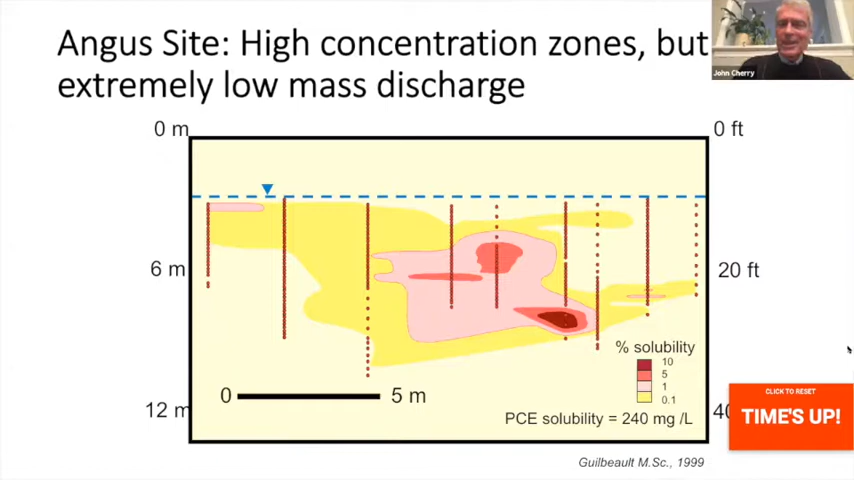 Angus Site: High concentration zones, but
extremely low mass discharge
John Cherry
0 m
0 ft
6 m
20 ft
12 m
40
0
5 m
% solubility
10
5
1
0.1
PCE solubility = 240 mg /L
Guilbeault M.Sc., 1999
CLICK TO RESET
TIME'S UP!